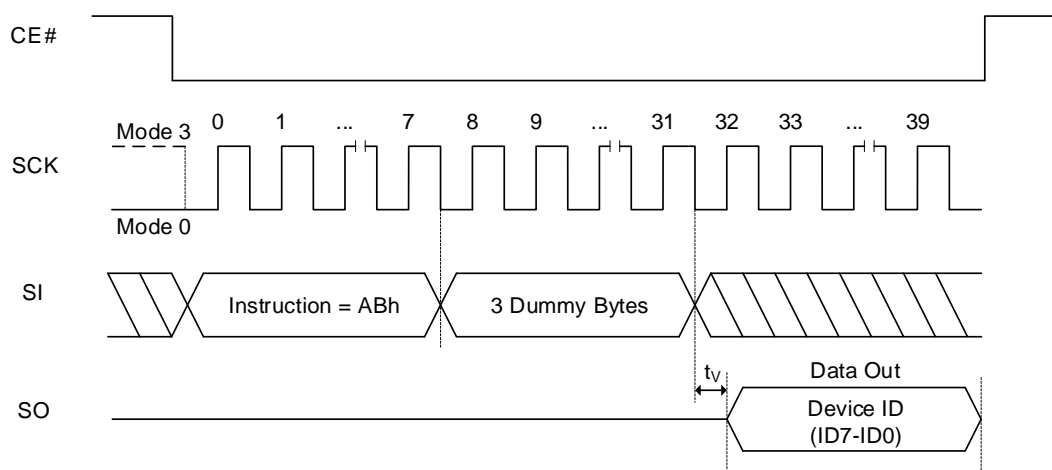 CE#
0 1 ... 7 8 9 ... 31 32 33 ... 39
Mode 3
SCK
Mode 0
SI
Instruction = ABh
3 Dummy Bytes
tV
Data Out
SO
Device ID
(ID7-ID0)